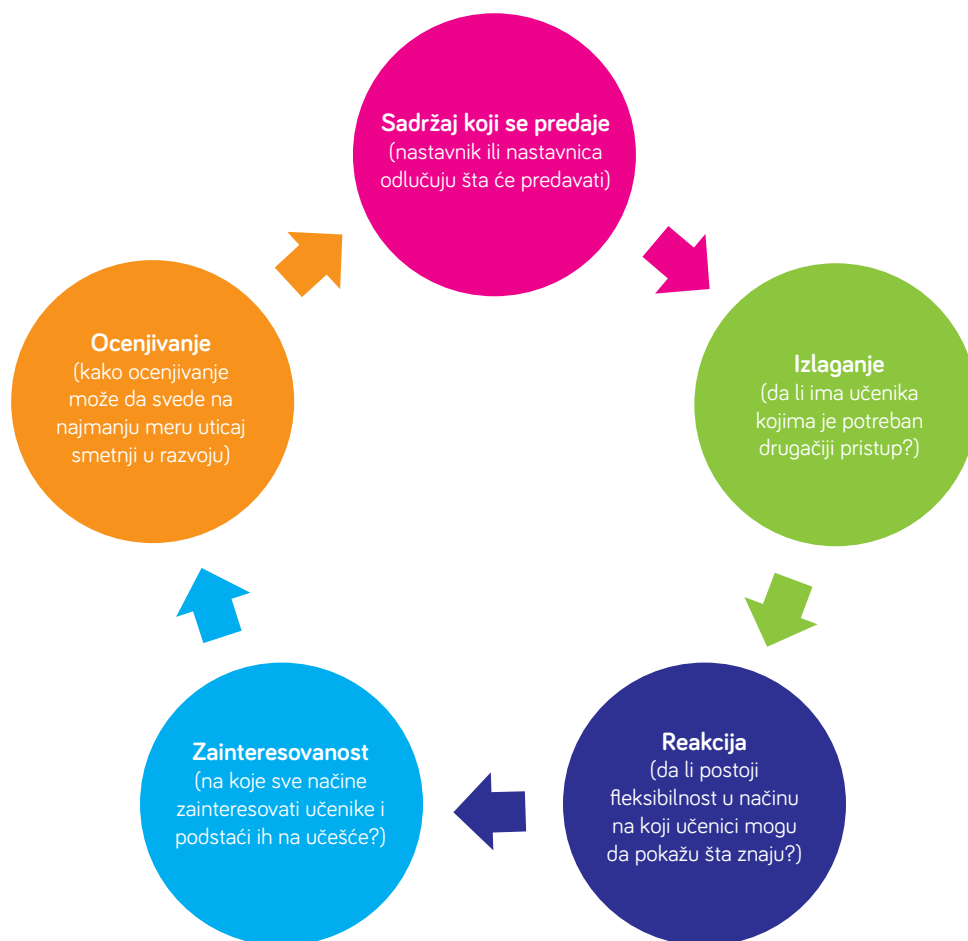 Sadržaj koji se predaje
(nastavnik ili nastavnica
odlučuju šta će predavati)
Izlaganje
(da li ima učenika
kojima je potreban
drugačiji pristup?)
Reakcija
(da li postoji
fleksibilnost u načinu
na koji učenici mogu
da pokažu šta znaju?)
Zainteresovanost
(na koje sve načine
zainteresovati učenike i
podstaći ih na učešće?)
Ocenjivanje
(kako ocenjivanje
može da svede na
najmanju meru uticaj
smetnji u razvoju)